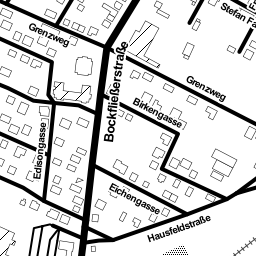 Grenzweg
Stefan Fa
Bockfließerstraße
Grenzweg
Birkengasse
Edisongasse
Eichengasse
Hausfeldstraße